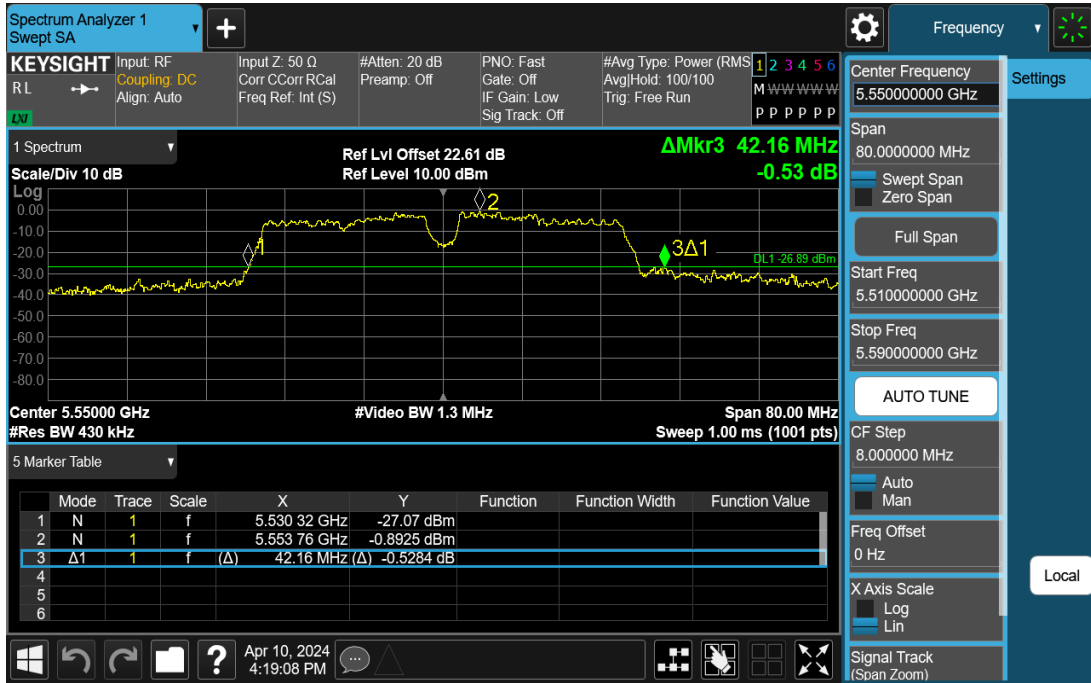 Spectrum Analyzer 1
Swept SA
+
Frequency
KEYSIGHT
R L
LXI
Input: RF
Coupling: DC
Align: Auto
Input Z: 50 Ω
Corr CCorr RCal
Freq Ref: Int (S)
#Atten: 20 dB
Preamp: Off
PNO: Fast
Gate: Off
IF Gain: Low
Sig Track: Off
#Avg Type: Power (RMS
Avg|Hold: 100/100
Trig: Free Run
1 2 3 4 5 6
M W W W W W
P P P P P P
1 Spectrum
Scale/Div 10 dB
Ref Lvl Offset 22.61 dB
Ref Level 10.00 dBm
ΔMkr3 42.16 MHz
-0.53 dB
Log
0.00
-10.0
-20.0
-30.0
-40.0
-50.0
-60.0
-70.0
-80.0
1
2
3Δ1
DL1 -26.89 dBm
Center 5.55000 GHz
#Video BW 1.3 MHz
Span 80.00 MHz
#Res BW 430 kHz
Sweep 1.00 ms (1001 pts)
5 Marker Table
Mode Trace Scale X Y Function Function Width Function Value
1 N 1 f 5.530 32 GHz -27.07 dBm
2 N 1 f 5.553 76 GHz -0.8925 dBm
3 Δ1 1 f (Δ) 42.16 MHz (Δ) -0.5284 dB
4
5
6
?
Apr 10, 2024
4:19:08 PM
Center Frequency
5.550000000 GHz
Span
80.0000000 MHz
Swept Span
Zero Span
Full Span
Start Freq
5.510000000 GHz
Stop Freq
5.590000000 GHz
AUTO TUNE
CF Step
8.000000 MHz
Auto
Man
Freq Offset
0 Hz
X Axis Scale
Log
Lin
Signal Track
(Span Zoom)
Settings
Local